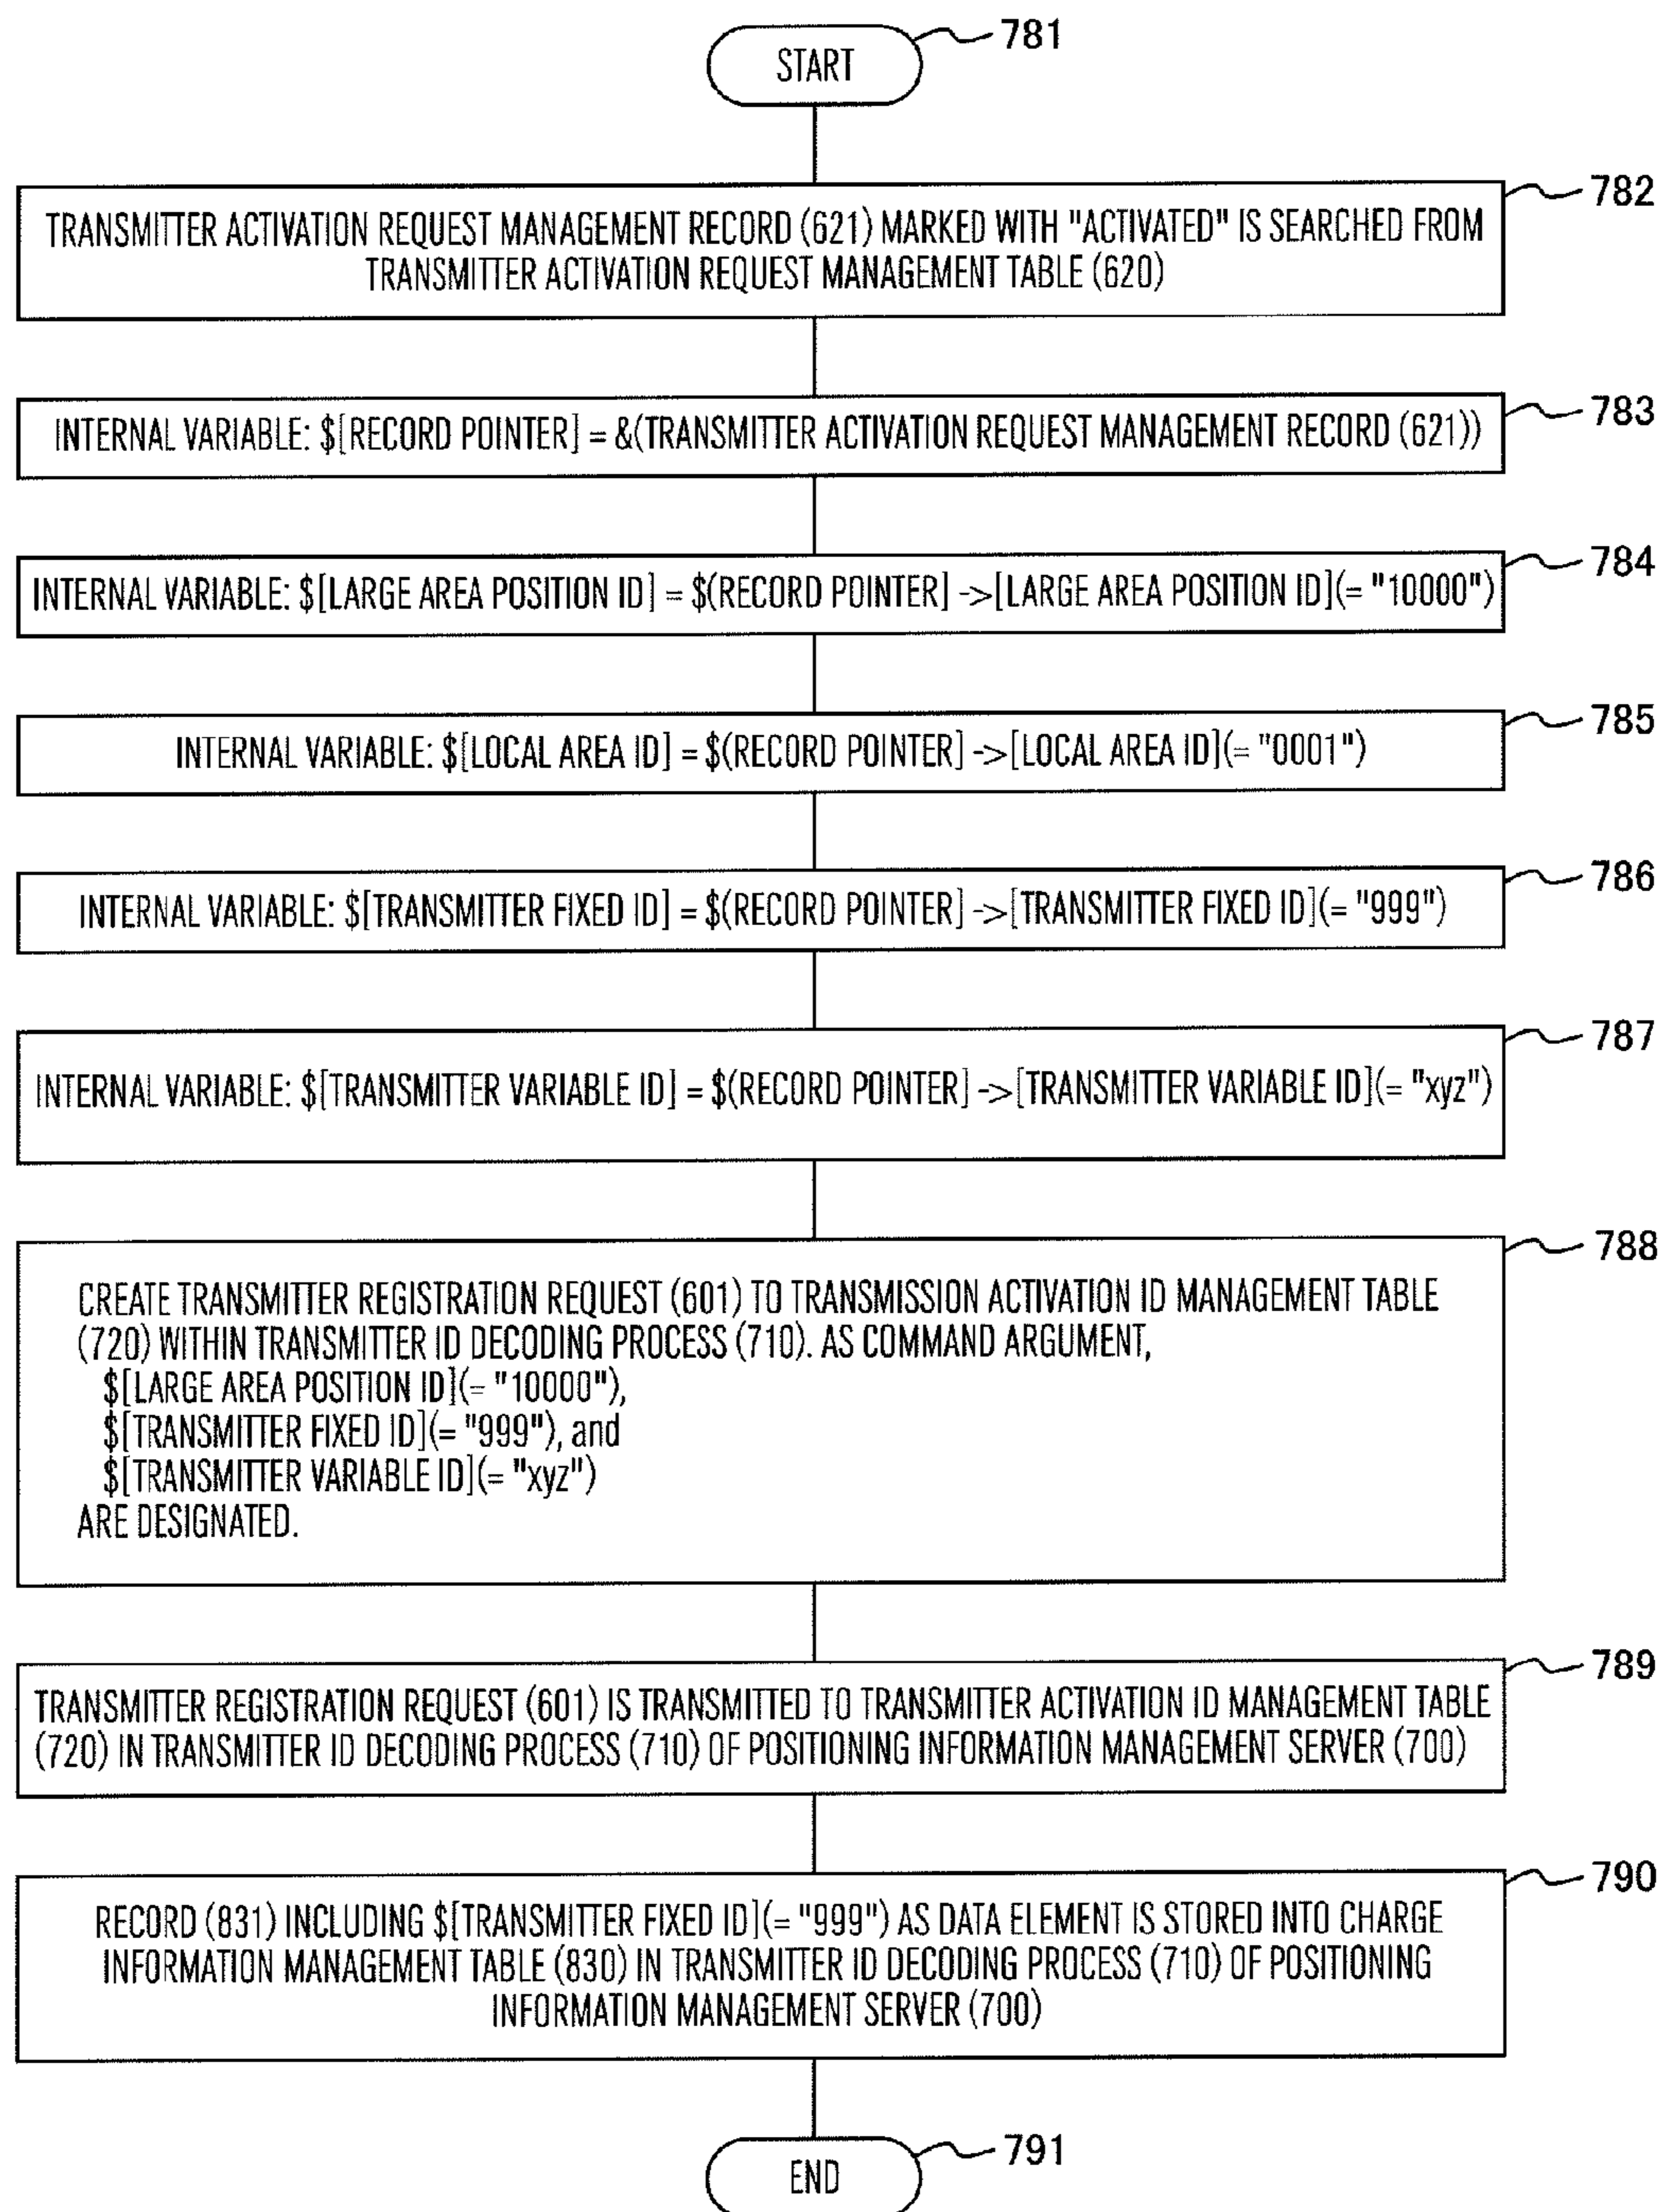 781
START
782
TRANSMITTER ACTIVATION REQUEST MANAGEMENT RECORD (621) MARKED WITH "ACTIVATED" IS SEARCHED FROM
TRANSMITTER ACTIVATION REQUEST MANAGEMENT TABLE (620)
783
INTERNAL VARIABLE: $[RECORD POINTER] = &(TRANSMITTER ACTIVATION REQUEST MANAGEMENT RECORD (621))
784
INTERNAL VARIABLE: $[LARGE AREA POSITION ID] = $(RECORD POINTER] ->[LARGE AREA POSITION ID](= "10000")
785
INTERNAL VARIABLE: $[LOCAL AREA ID] = $(RECORD POINTER] ->[LOCAL AREA ID](= "0001")
786
INTERNAL VARIABLE: $[TRANSMITTER FIXED ID] = $(RECORD POINTER] ->[TRANSMITTER FIXED ID](= "999")
787
INTERNAL VARIABLE: $[TRANSMITTER VARIABLE ID] = $(RECORD POINTER] ->[TRANSMITTER VARIABLE ID](= "xyz")
788
CREATE TRANSMITTER REGISTRATION REQUEST (601) TO TRANSMISSION ACTIVATION ID MANAGEMENT TABLE
(720) WITHIN TRANSMITTER ID DECODING PROCESS (710). AS COMMAND ARGUMENT,
$[LARGE AREA POSITION ID](= "10000"),
$[TRANSMITTER FIXED ID](= "999"), and
$[TRANSMITTER VARIABLE ID](= "xyz")
ARE DESIGNATED.
789
TRANSMITTER REGISTRATION REQUEST (601) IS TRANSMITTED TO TRANSMITTER ACTIVATION ID MANAGEMENT TABLE
(720) IN TRANSMITTER ID DECODING PROCESS (710) OF POSITIONING INFORMATION MANAGEMENT SERVER (700)
790
RECORD (831) INCLUDING $[TRANSMITTER FIXED ID](= "999") AS DATA ELEMENT IS STORED INTO CHARGE
INFORMATION MANAGEMENT TABLE (830) IN TRANSMITTER ID DECODING PROCESS (710) OF POSITIONING
INFORMATION MANAGEMENT SERVER (700)
791
END